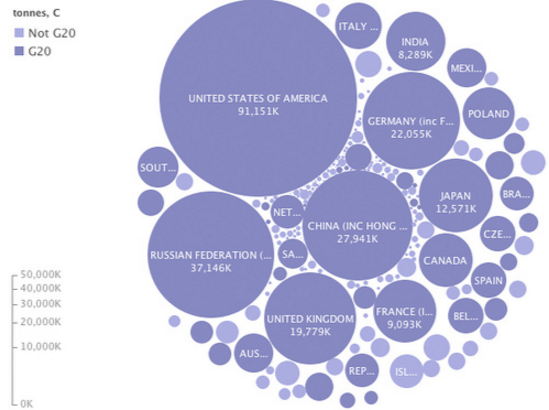 tonnes, C
Not G20
G20
ITALY ...
INDIA
8,289K
MEXI...
UNITED STATES OF AMERICA
91,151K
GERMANY (inc F...
22,055K
POLAND
SOUT...
JAPAN
12,571K
BRA...
NET...
CHINA (INC HONG ...
27,941K
CZE...
RUSSIAN FEDERATION (...
37,146K
SA...
CANADA
SPAIN
50,000K
40,000K
30,000K
20,000K
10,000K
0K
UNITED KINGDOM
19,779K
FRANCE (I...
9,093K
BEL...
AUS...
REP...
ISL...